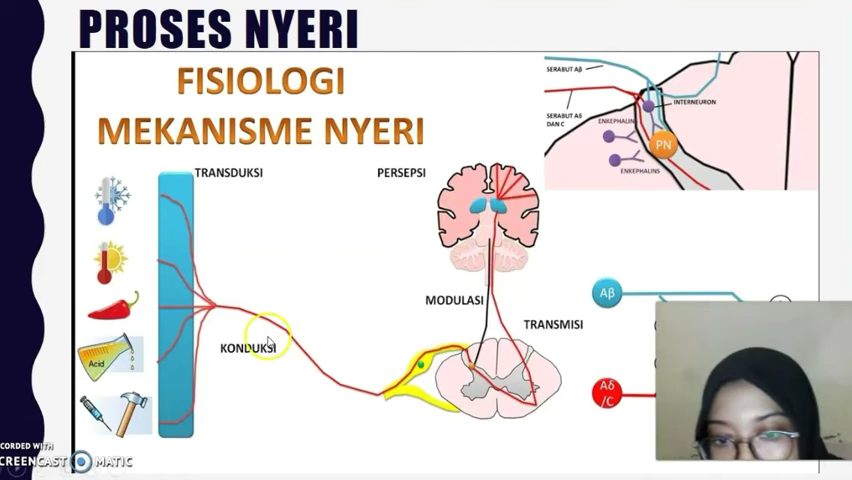 PROSES NYERI
FISIOLOGI
MEKANISME NYERI
SERABUT Aβ
INTERNEURON
SERABUT Aδ
DAN C
ENKEPHALIN
PN
ENKEPHALINS
TRANSDUKSI
PERSEPSI
MODULASI
TRANSMISI
KONDUKSI
Acid
Aβ
Aδ
/C
CORDED WITH
CREENCAST MATIC